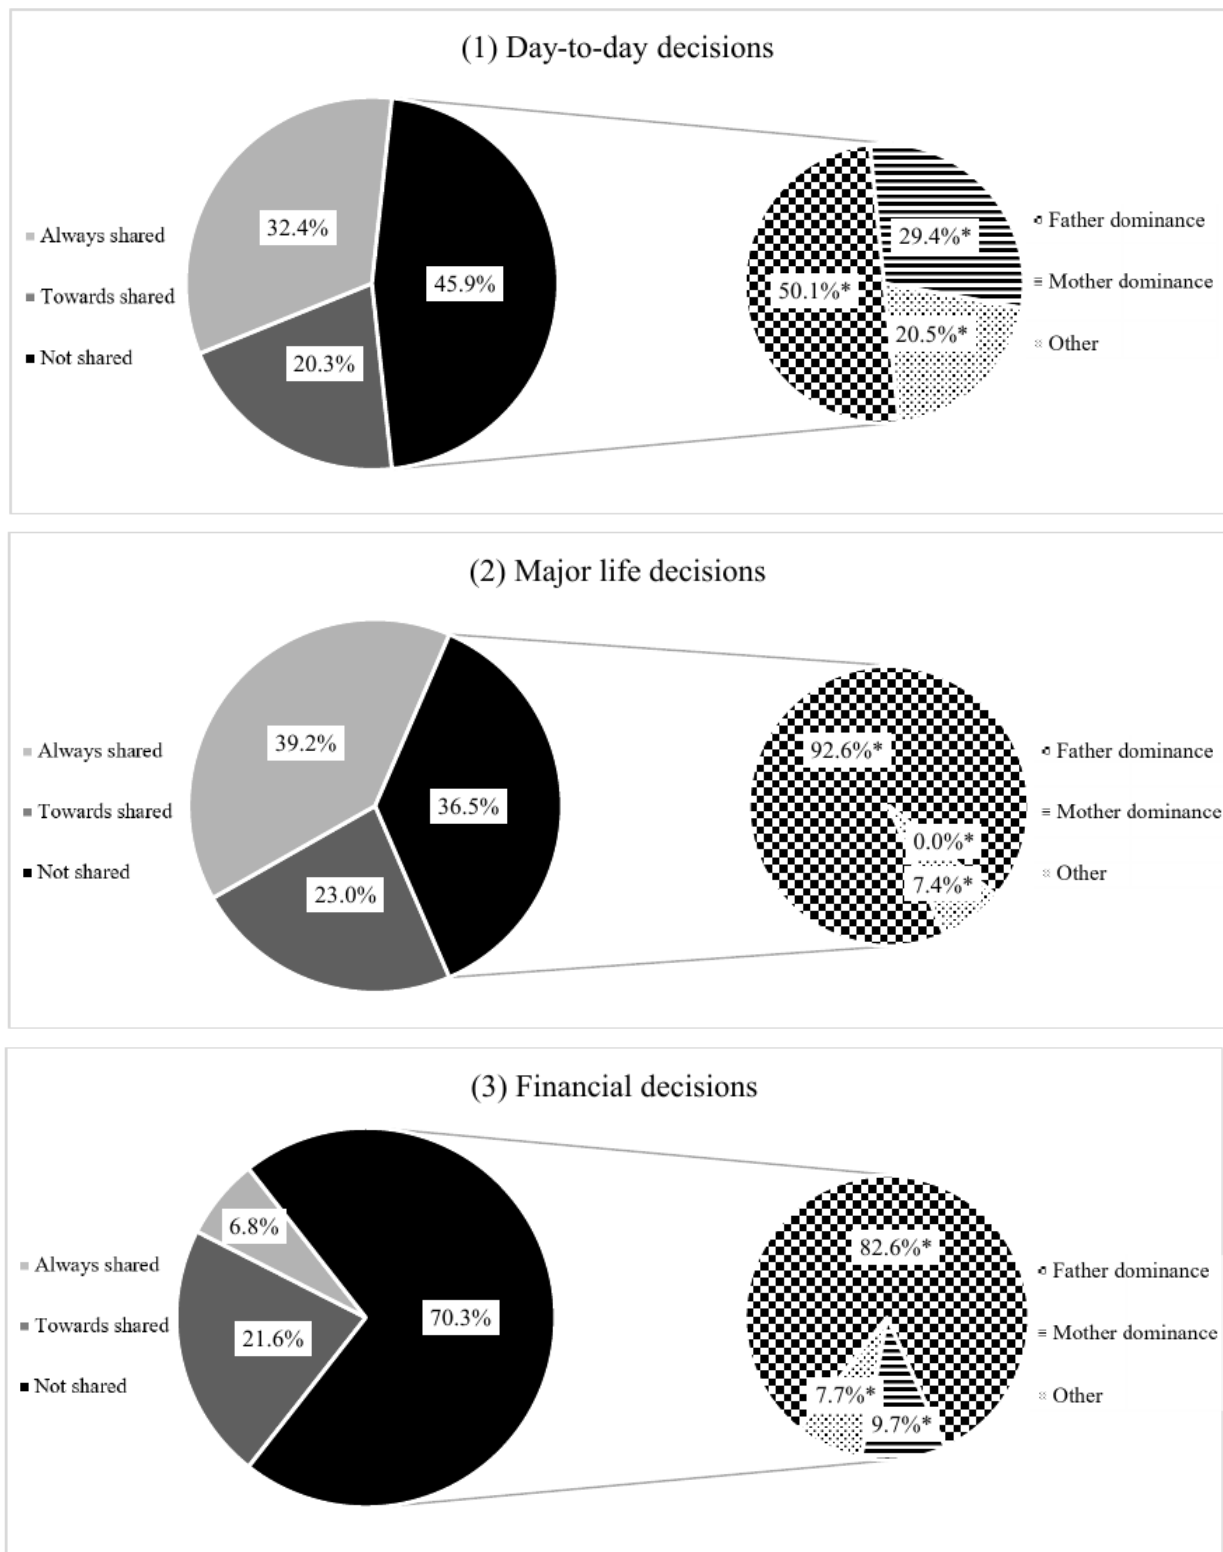 (1) Day-to-day decisions
Always shared
Towards shared
Not shared
32.4%
45.9%
20.3%
29.4%*
50.1%*
20.5%*
Father dominance
Mother dominance
Other
(2) Major life decisions
Always shared
Towards shared
Not shared
39.2%
36.5%
23.0%
92.6%*
0.0%*
7.4%*
Father dominance
Mother dominance
Other
(3) Financial decisions
Always shared
Towards shared
Not shared
6.8%
70.3%
21.6%
82.6%*
7.7%*
9.7%*
Father dominance
Mother dominance
Other